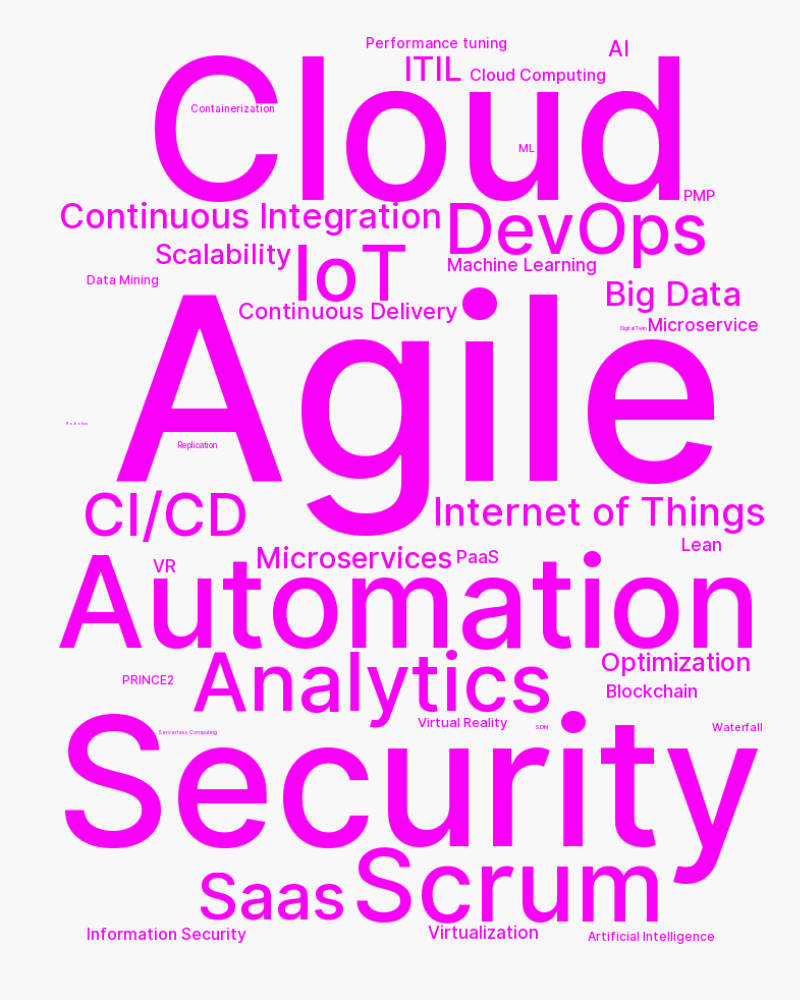 Performance tuning
AI
ITIL
Cloud Computing
Cloud
Containerization
ML
PMP
Continuous Integration
DevOps
Scalability
IoT
Machine Learning
Data Mining
Big Data
Continuous Delivery
Digital Twin
Microservice
Agile
Robotics
Replication
CI/CD
Internet of Things
Lean
Microservices
PaaS
VR
Automation
Optimization
Analytics
PRINCE2
Blockchain
Virtual Reality
SDN
Waterfall
Serverless Computing
Security
Saas
Scrum
Information Security
Virtualization
Artificial Intelligence